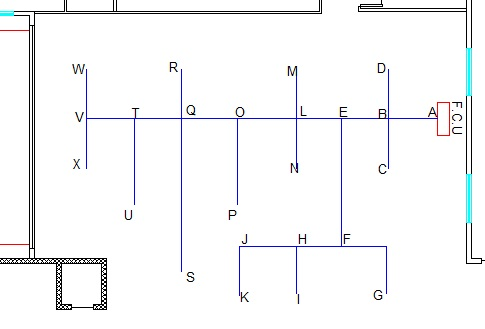 W R M D
V T Q O L E B A F.C.U
X N C
U P
J H F
S K I G